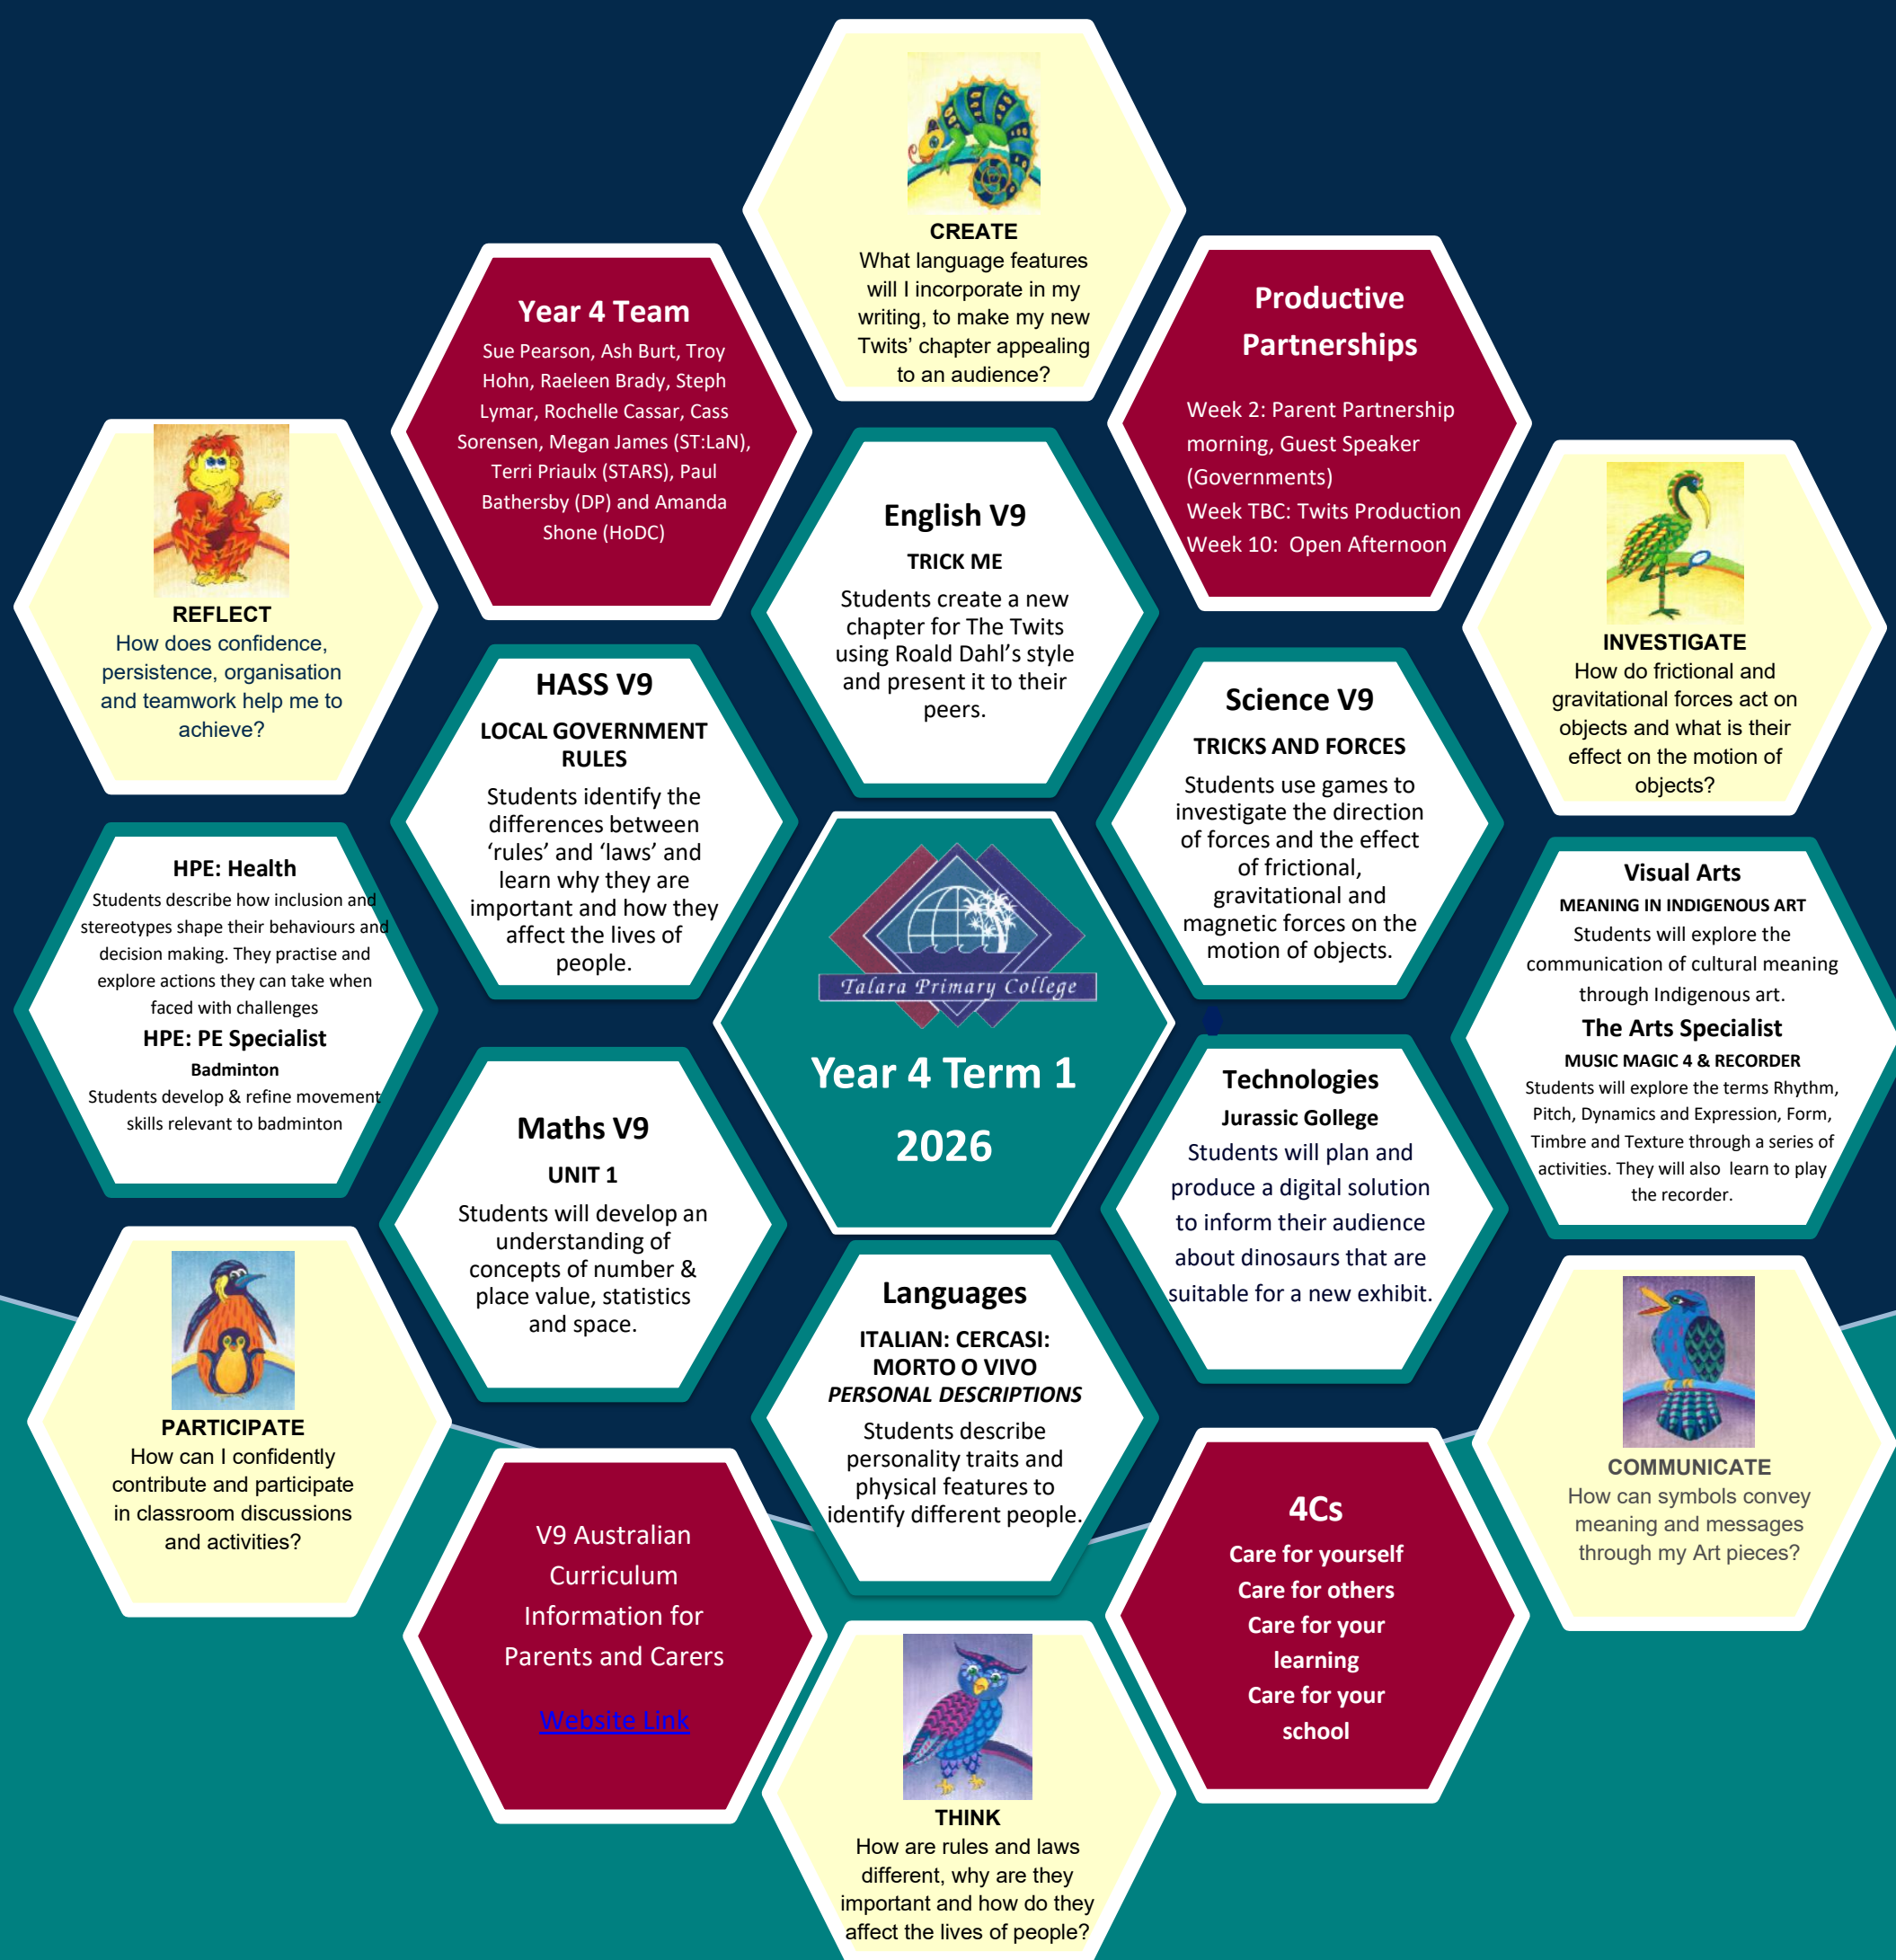 CREATE
What language features
will I incorporate in my
writing, to make my new
Twits' chapter appealing
to an audience?
Year 4 Team
Sue Pearson, Ash Burt, Troy
Hohn, Raeleen Brady, Steph
Lymar, Rochelle Cassar, Cass
Sorensen, Megan James (ST:LaN),
Terri Priaulx (STARS), Paul
Bathersby (DP) and Amanda
Shone (HoDC)
Productive
Partnerships
Week 2: Parent Partnership
morning, Guest Speaker
(Governments)
Week TBC: Twits Production
Week 10: Open Afternoon
REFLECT
How does confidence,
persistence, organisation
and teamwork help me to
achieve?
English V9
TRICK ME
Students create a new
chapter for The Twits
using Roald Dahl's style
and present it to their
peers.
INVESTIGATE
How do frictional and
gravitational forces act on
objects and what is their
effect on the motion of
objects?
HASS V9
LOCAL GOVERNMENT
RULES
Students identify the
differences between
'rules' and 'laws' and
learn why they are
important and how they
affect the lives of
people.
Science V9
TRICKS AND FORCES
Students use games to
investigate the direction
of forces and the effect
of frictional,
gravitational and
magnetic forces on the
motion of objects.
HPE: Health
Students describe how inclusion and
stereotypes shape their behaviours and
decision making. They practise and
explore actions they can take when
faced with challenges
HPE: PE Specialist
Badminton
Students develop & refine movement
skills relevant to badminton
Talara Primary College
Year 4 Term 1
2026
Visual Arts
MEANING IN INDIGENOUS ART
Students will explore the
communication of cultural meaning
through Indigenous art.
The Arts Specialist
MUSIC MAGIC 4 & RECORDER
Students will explore the terms Rhythm,
Pitch, Dynamics and Expression, Form,
Timbre and Texture through a series of
activities. They will also learn to play
the recorder.
Maths V9
UNIT 1
Students will develop an
understanding of
concepts of number &
place value, statistics
and space.
Technologies
Jurassic Gollege
Students will plan and
produce a digital solution
to inform their audience
about dinosaurs that are
suitable for a new exhibit.
PARTICIPATE
How can I confidently
contribute and participate
in classroom discussions
and activities?
Languages
ITALIAN: CERCASI:
MORTO O VIVO
PERSONAL DESCRIPTIONS
Students describe
personality traits and
physical features to
identify different people.
COMMUNICATE
How can symbols convey
meaning and messages
through my Art pieces?
V9 Australian
Curriculum
Information for
Parents and Carers
Website Link
4Cs
Care for yourself
Care for others
Care for your
learning
Care for your
school
THINK
How are rules and laws
different, why are they
important and how do they
affect the lives of people?